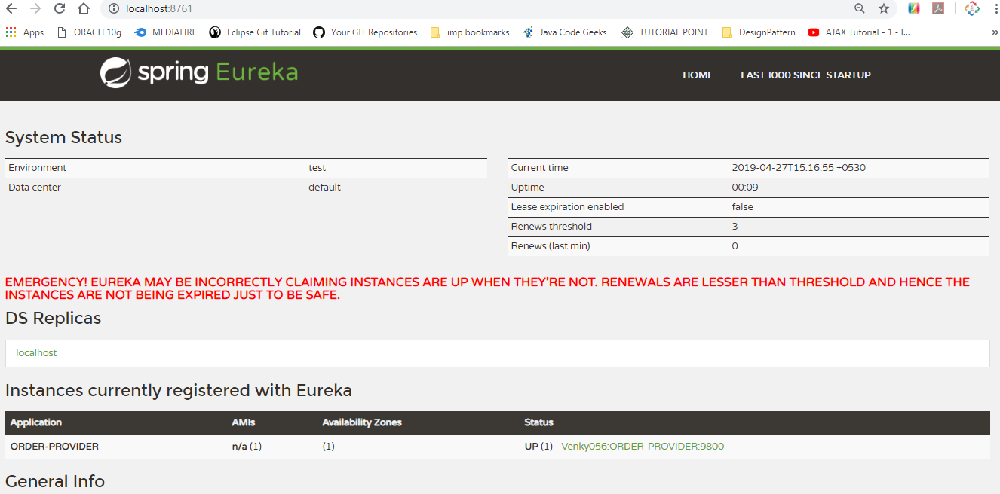 localhost:8761
Apps ORACLE10g MEDIAFIRE Eclipse Git Tutorial Your GIT Repositories imp bookmarks Java Code Geeks TUTORIAL POINT DesignPattern AJAX Tutorial - 1 - I... »
spring Eureka HOME LAST 1000 SINCE STARTUP
System Status
Environment test Current time 2019-04-27T15:16:55 +0530
Data center default Uptime 00:09
Lease expiration enabled false
Renews threshold 3
Renews (last min) 0
EMERGENCY! EUREKA MAY BE INCORRECTLY CLAIMING INSTANCES ARE UP WHEN THEY'RE NOT. RENEWALS ARE LESSER THAN THRESHOLD AND HENCE THE
INSTANCES ARE NOT BEING EXPIRED JUST TO BE SAFE.
DS Replicas
localhost
Instances currently registered with Eureka
Application AMIs Availability Zones Status
ORDER-PROVIDER n/a (1) (1) UP (1) - Venky056:ORDER-PROVIDER:9800
General Info